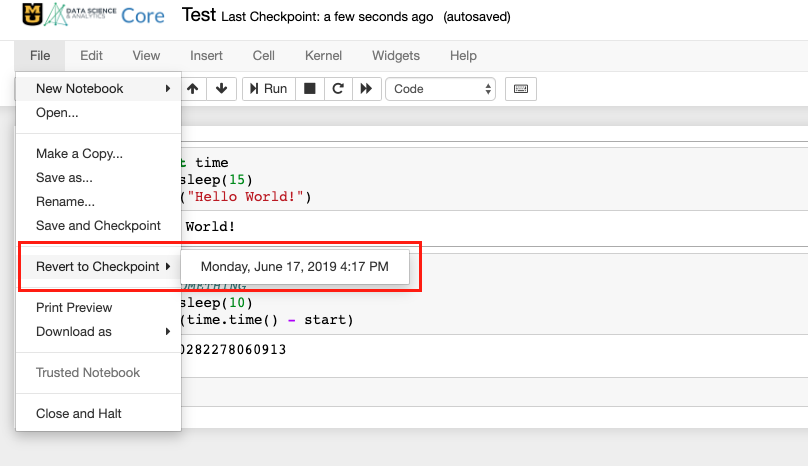 DATA SCIENCE
& ANALYTICS
Core
Test Last Checkpoint: a few seconds ago (autosaved)
File Edit View Insert Cell Kernel Widgets Help
New Notebook
Open...
Make a Copy...
Save as...
Rename...
Save and Checkpoint
Revert to Checkpoint
Monday, June 17, 2019 4:17 PM
Print Preview
Download as
Trusted Notebook
Close and Halt
Run
Code
t time
sleep(15)
("Hello World!")
World!
OMETHING
sleep(10)
(time.time() - start)
0282278060913